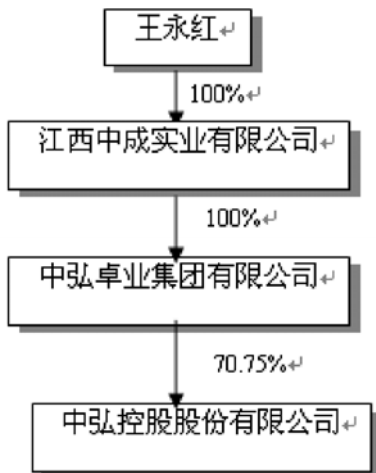 王永红
100%
江西中成实业有限公司
100%
中弘卓业集团有限公司
70.75%
中弘控股股份有限公司